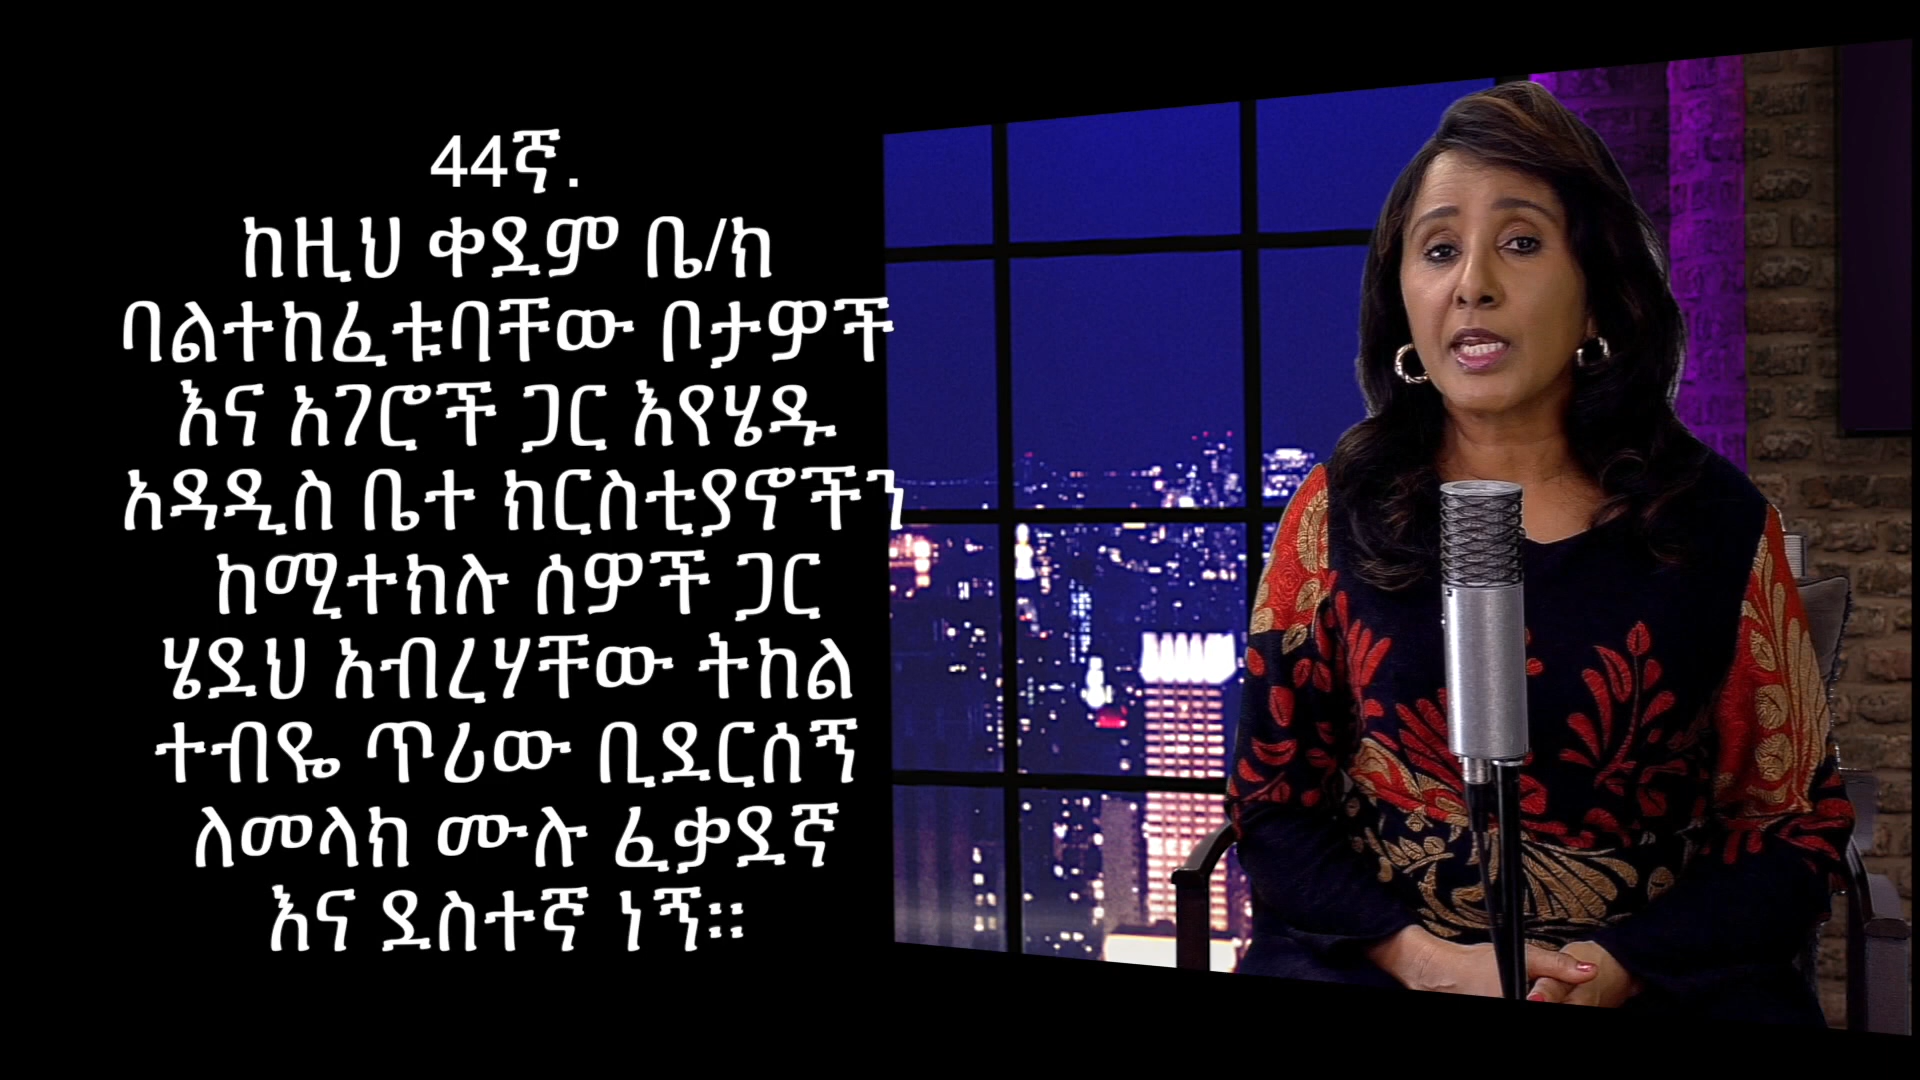 44ኛ.
ከዚህ ቀደም ቤ/ክ
ባልተከፈቱባቸው ቦታዎች
እና አገሮች ጋር እየሄዱ
አዳዲስ ቤተ ክርስቲያኖችን
ከሚተክሉ ሰዎች ጋር
ሄደህ አብረሃቸው ትከል
ተብዬ ጥሪው ቢደርሰኝ
ለመላክ ሙሉ ፈቃደኛ
እና ደስተኛ ነኝ።